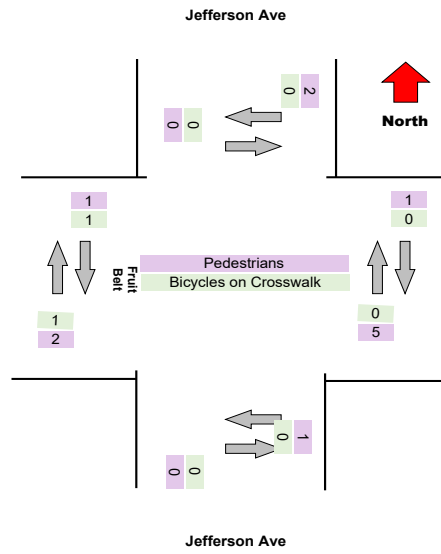 Jefferson Ave
0 2
0 0
North
1
1
1
0
Fruit
Belt
Pedestrians
Bicycles on Crosswalk
1
2
0
5
0 1
0 0
Jefferson Ave